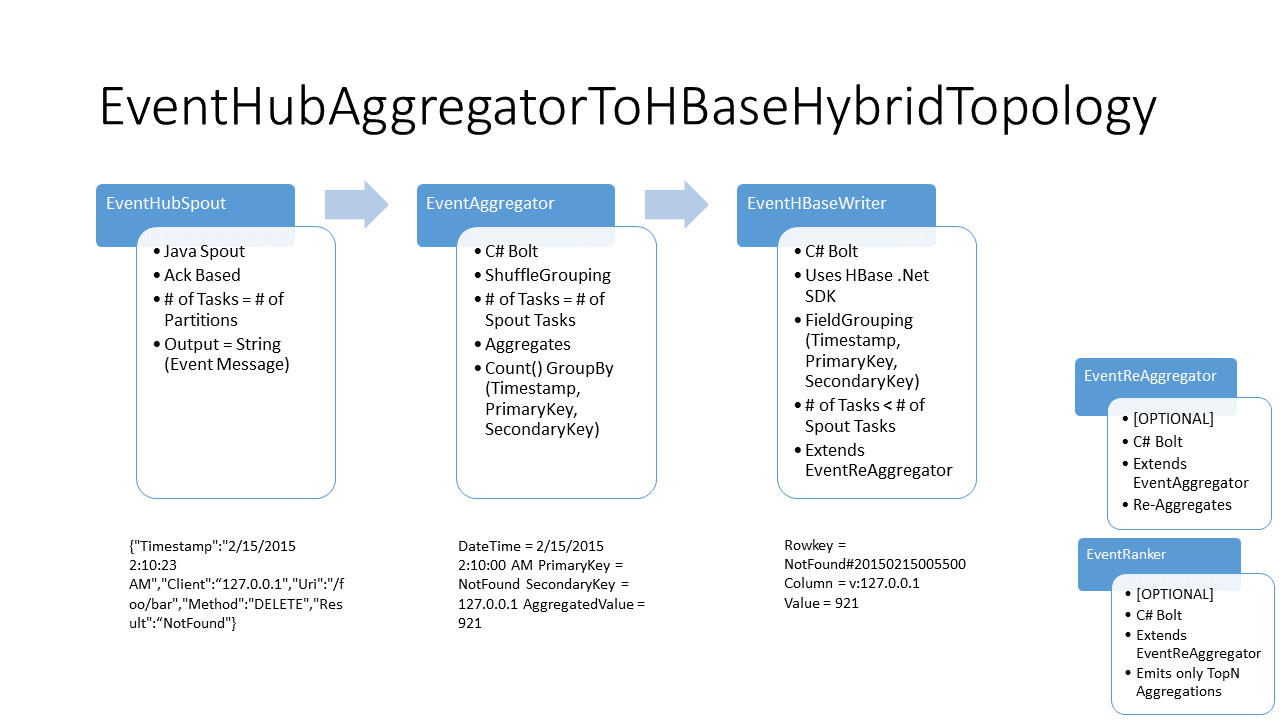 EventHubAggregatorToHBaseHybridTopology
EventHubSpout
• Java Spout
• Ack Based
• # of Tasks = # of
Partitions
• Output = String
(Event Message)
{"Timestamp":"2/15/2015
2:10:23
AM","Client":“127.0.0.1","Uri":"/f
oo/bar","Method":"DELETE","Res
ult":“NotFound"}
EventAggregator
• C# Bolt
• ShuffleGrouping
• # of Tasks = # of
Spout Tasks
• Aggregates
• Count() GroupBy
(Timestamp,
PrimaryKey,
SecondaryKey)
DateTime = 2/15/2015
2:10:00 AM PrimaryKey =
NotFound SecondaryKey =
127.0.0.1 AggregatedValue =
921
EventHBaseWriter
• C# Bolt
• Uses HBase .Net
SDK
• FieldGrouping
(Timestamp,
PrimaryKey,
SecondaryKey)
• # of Tasks < # of
Spout Tasks
• Extends
EventReAggregator
Rowkey =
NotFound#20150215005500
Column = v:127.0.0.1
Value = 921
EventReAggregator
• [OPTIONAL]
• C# Bolt
• Extends
EventAggregator
• Re-Aggregates
EventRanker
• [OPTIONAL]
• C# Bolt
• Extends
EventReAggregator
• Emits only TopN
Aggregations